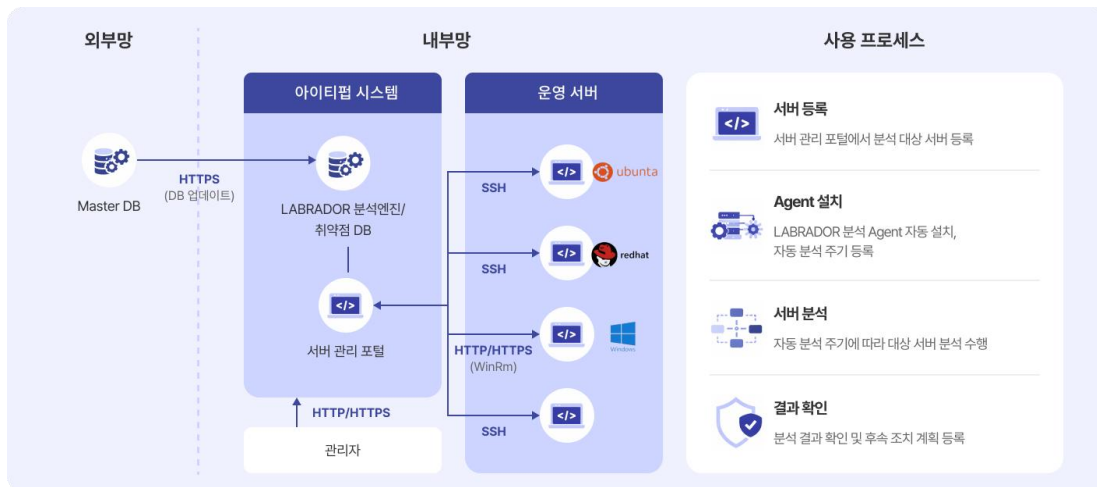 외부망
내부망
사용 프로세스
아이티펍 시스템
운영 서버
Master DB
HTTPS
(DB 업데이트)
LABRADOR 분석엔진/
취약점 DB
서버 관리 포털
HTTP/HTTPS
관리자
SSH
</> ubunta
SSH
</> redhat
HTTP/HTTPS
(WinRm)
</> Windows
SSH
</>
</>
</>
서버 등록
서버 관리 포털에서 분석 대상 서버 등록
Agent 설치
LABRADOR 분석 Agent 자동 설치,
자동 분석 주기 등록
서버 분석
자동 분석 주기에 따라 대상 서버 분석 수행
결과 확인
분석 결과 확인 및 후속 조치 계획 등록